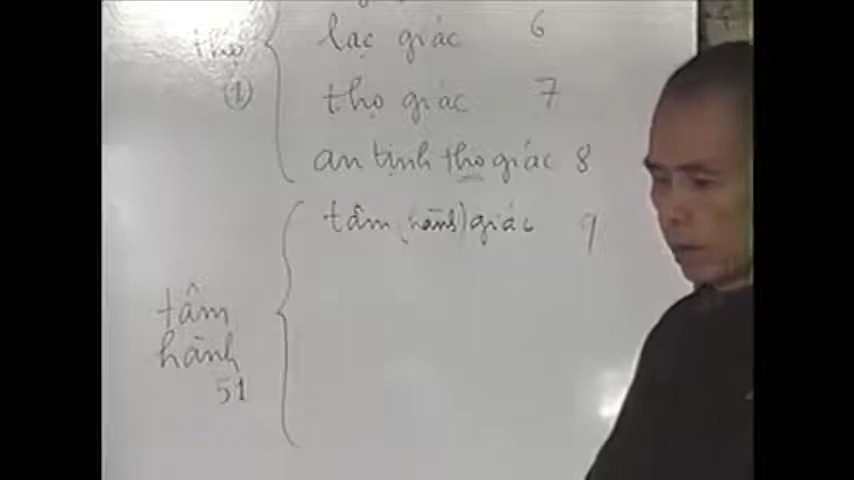 thọ lạc giác 6
(1) thọ giác 7
an tịnh thọ giác 8
tâm (hành) giác 9
tâm
hành
51